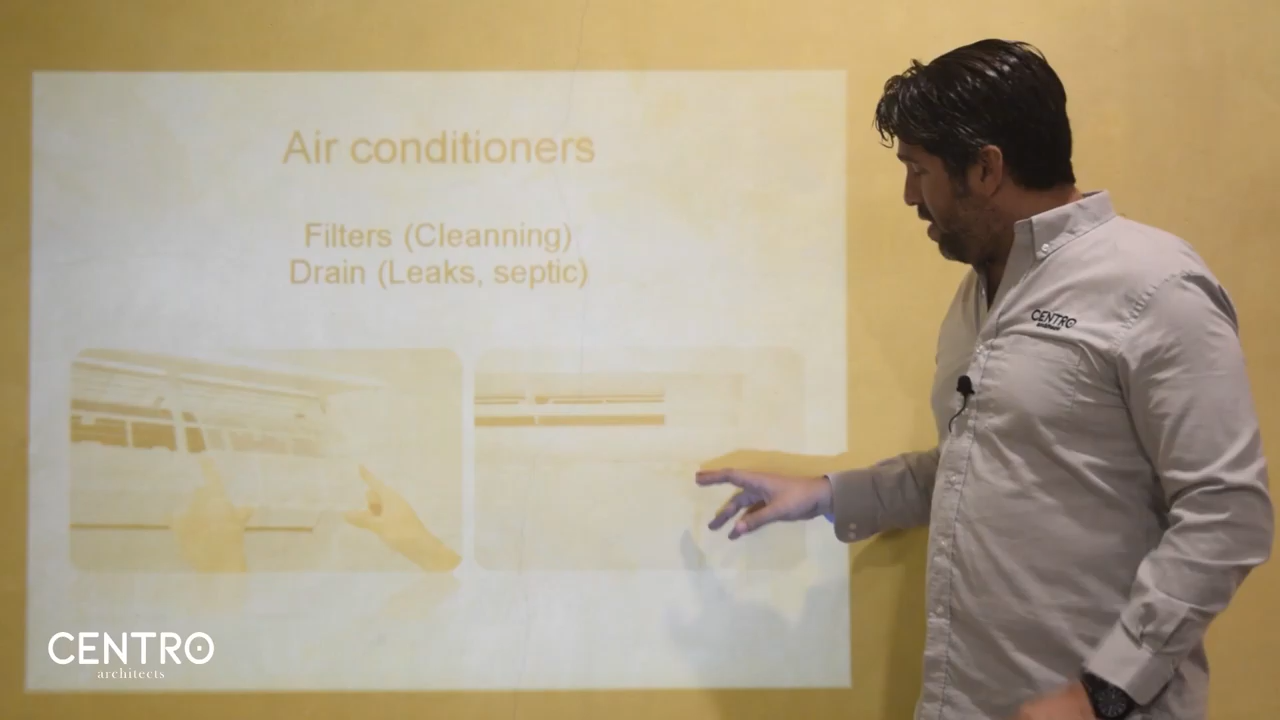 Air conditioners
Filters (Cleanning)
Drain (Leaks, septic)
CENTRO
CENTRO
architects